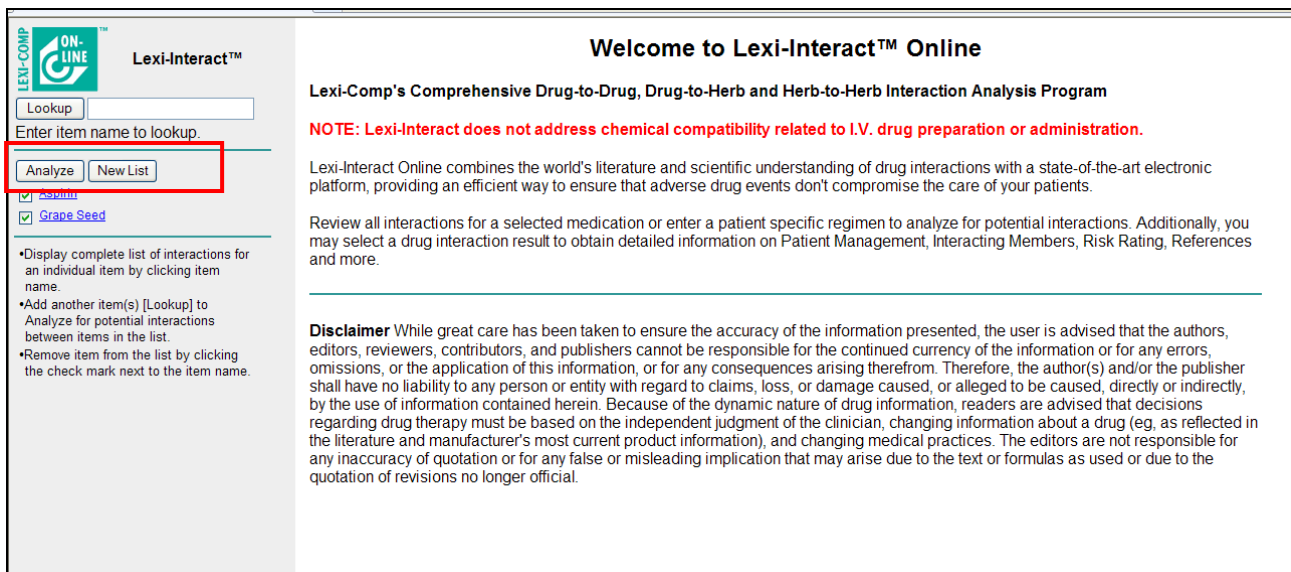 LEXI-COMP
ON-
LINE
™
Lexi-Interact™
Lookup
Enter item name to lookup.
Analyze New List
Aspirin
Grape Seed
•Display complete list of interactions for
an individual item by clicking item
name.
•Add another item(s) [Lookup] to
Analyze for potential interactions
between items in the list.
•Remove item from the list by clicking
the check mark next to the item name.
Welcome to Lexi-Interact™ Online
Lexi-Comp's Comprehensive Drug-to-Drug, Drug-to-Herb and Herb-to-Herb Interaction Analysis Program
NOTE: Lexi-Interact does not address chemical compatibility related to I.V. drug preparation or administration.
Lexi-Interact Online combines the world's literature and scientific understanding of drug interactions with a state-of-the-art electronic
platform, providing an efficient way to ensure that adverse drug events don't compromise the care of your patients.
Review all interactions for a selected medication or enter a patient specific regimen to analyze for potential interactions. Additionally, you
may select a drug interaction result to obtain detailed information on Patient Management, Interacting Members, Risk Rating, References
and more.
Disclaimer While great care has been taken to ensure the accuracy of the information presented, the user is advised that the authors,
editors, reviewers, contributors, and publishers cannot be responsible for the continued currency of the information or for any errors,
omissions, or the application of this information, or for any consequences arising therefrom. Therefore, the author(s) and/or the publisher
shall have no liability to any person or entity with regard to claims, loss, or damage caused, or alleged to be caused, directly or indirectly,
by the use of information contained herein. Because of the dynamic nature of drug information, readers are advised that decisions
regarding drug therapy must be based on the independent judgment of the clinician, changing information about a drug (eg, as reflected in
the literature and manufacturer's most current product information), and changing medical practices. The editors are not responsible for
any inaccuracy of quotation or for any false or misleading implication that may arise due to the text or formulas as used or due to the
quotation of revisions no longer official.